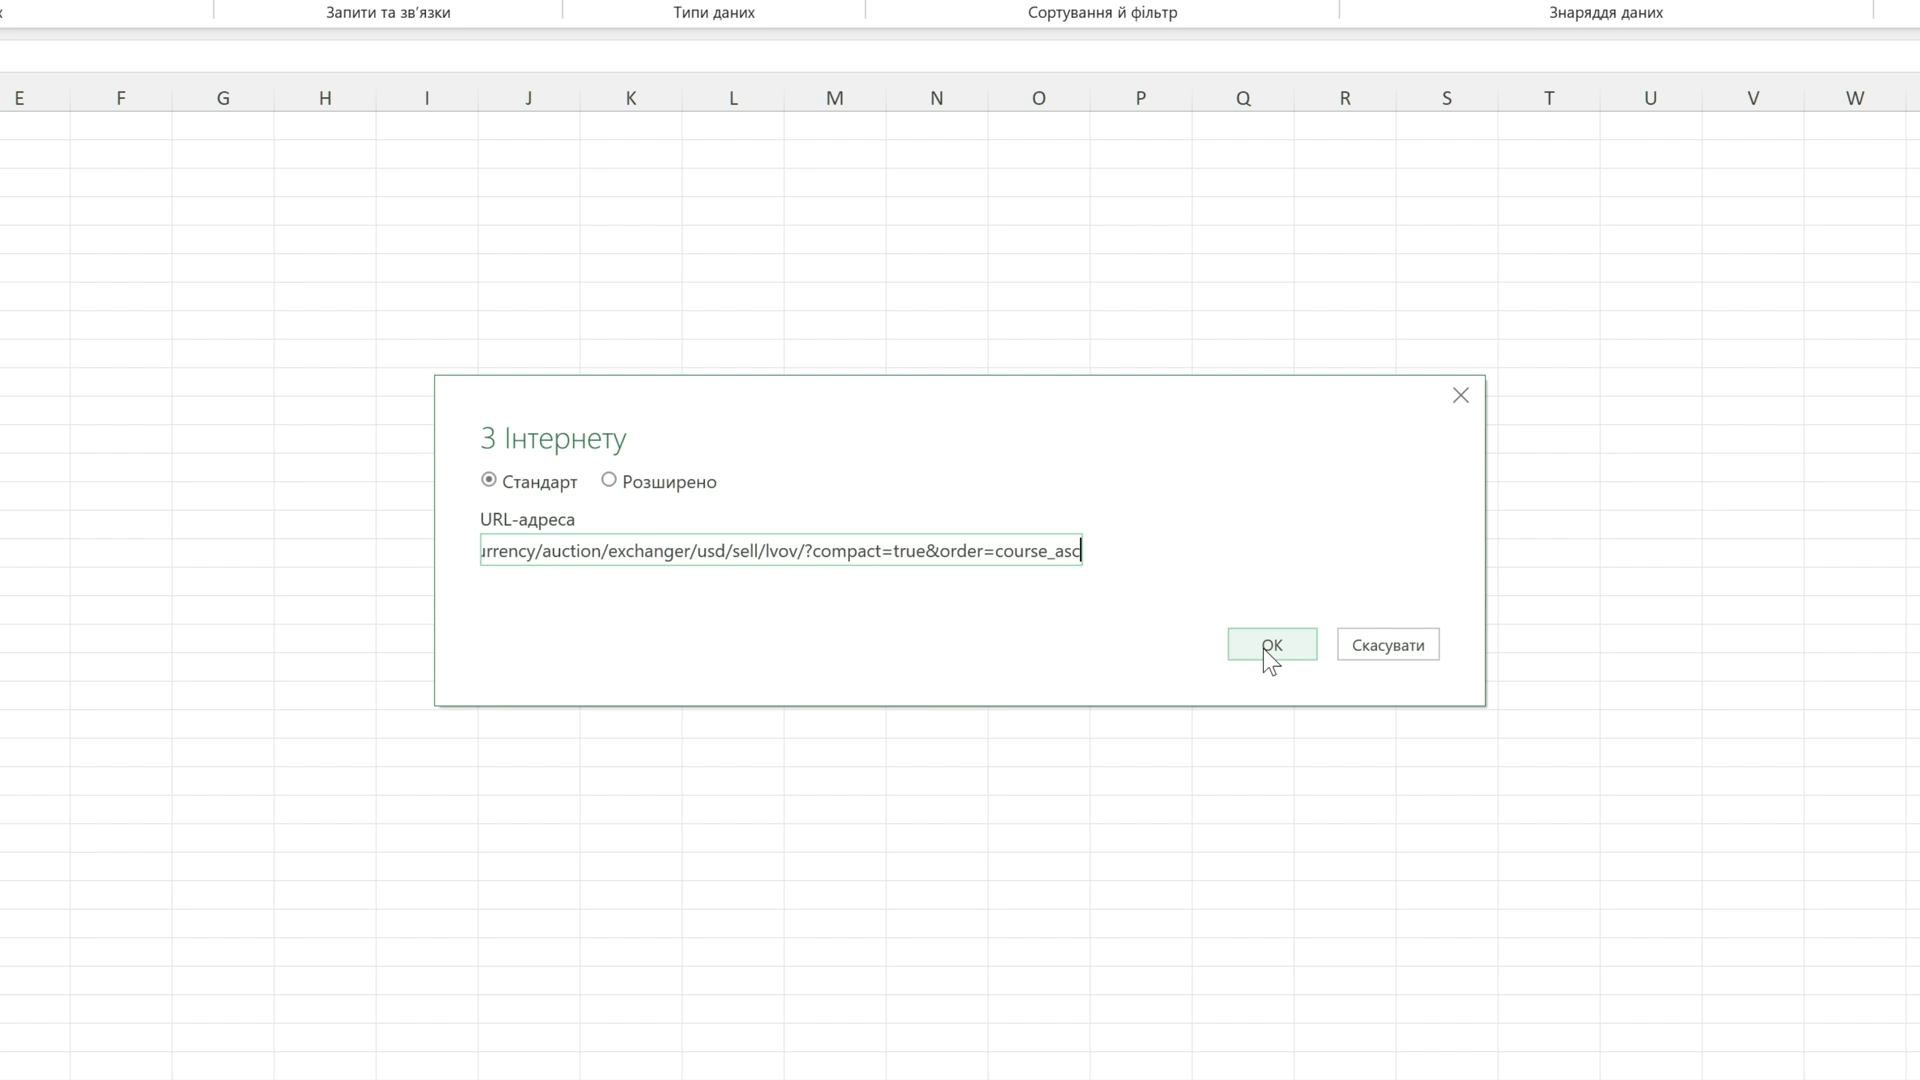 Запити та зв'язки Типи даних Сортування й фільтр Знаряддя даних
E F G H I J K L M N O P Q R S T U V W
З Інтернету
Стандарт Розширено
URL-адреса
urrency/auction/exchanger/usd/sell/lvov/?compact=true&order=course_asc
ОК Скасувати